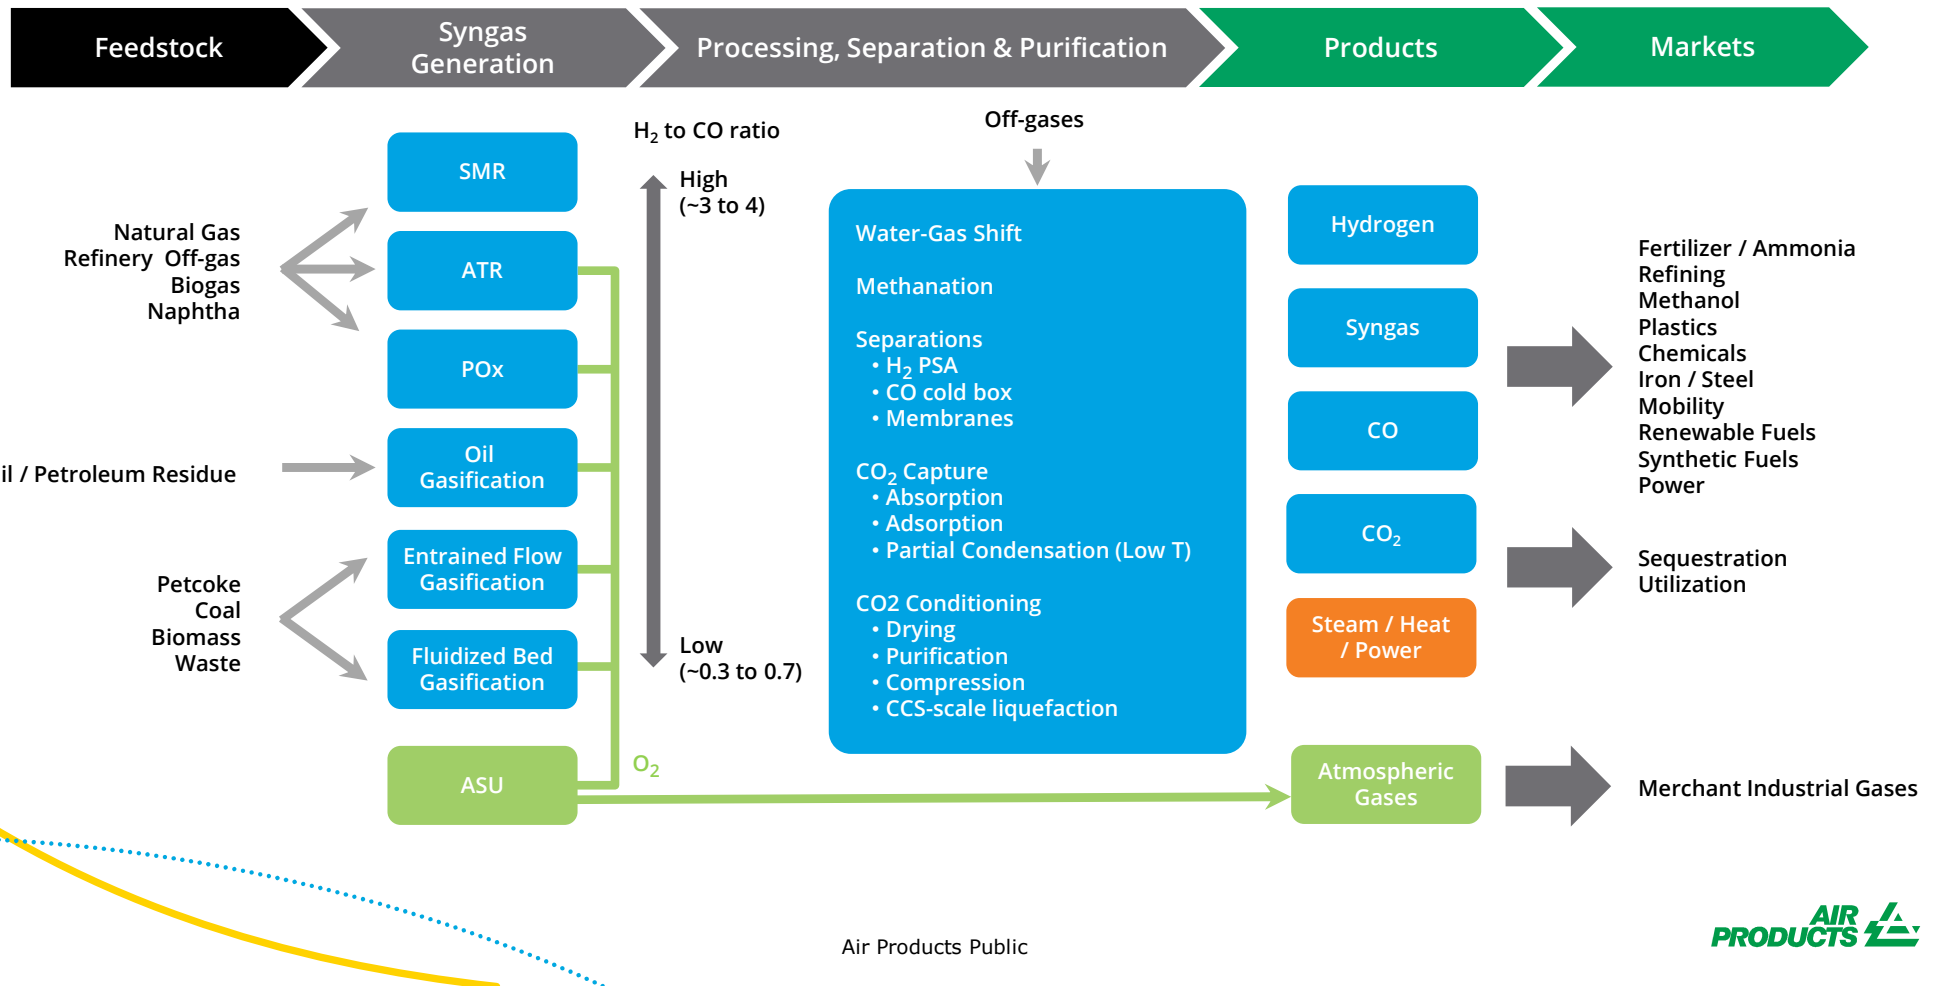 Feedstock
Syngas
Generation
Processing, Separation & Purification
Products
Markets
Natural Gas
Refinery Off-gas
Biogas
Naphtha
il / Petroleum Residue
Petcoke
Coal
Biomass
Waste
SMR
ATR
POx
Oil
Gasification
Entrained Flow
Gasification
Fluidized Bed
Gasification
ASU
O₂
H₂ to CO ratio
High
(~3 to 4)
Low
(~0.3 to 0.7)
Off-gases
Water-Gas Shift
Methanation
Separations
• H₂ PSA
• CO cold box
• Membranes
CO₂ Capture
• Absorption
• Adsorption
• Partial Condensation (Low T)
CO2 Conditioning
• Drying
• Purification
• Compression
• CCS-scale liquefaction
Hydrogen
Syngas
CO
CO₂
Steam / Heat
/ Power
Atmospheric
Gases
Fertilizer / Ammonia
Refining
Methanol
Plastics
Chemicals
Iron / Steel
Mobility
Renewable Fuels
Synthetic Fuels
Power
Sequestration
Utilization
Merchant Industrial Gases
Air Products Public
AIR
PRODUCTS